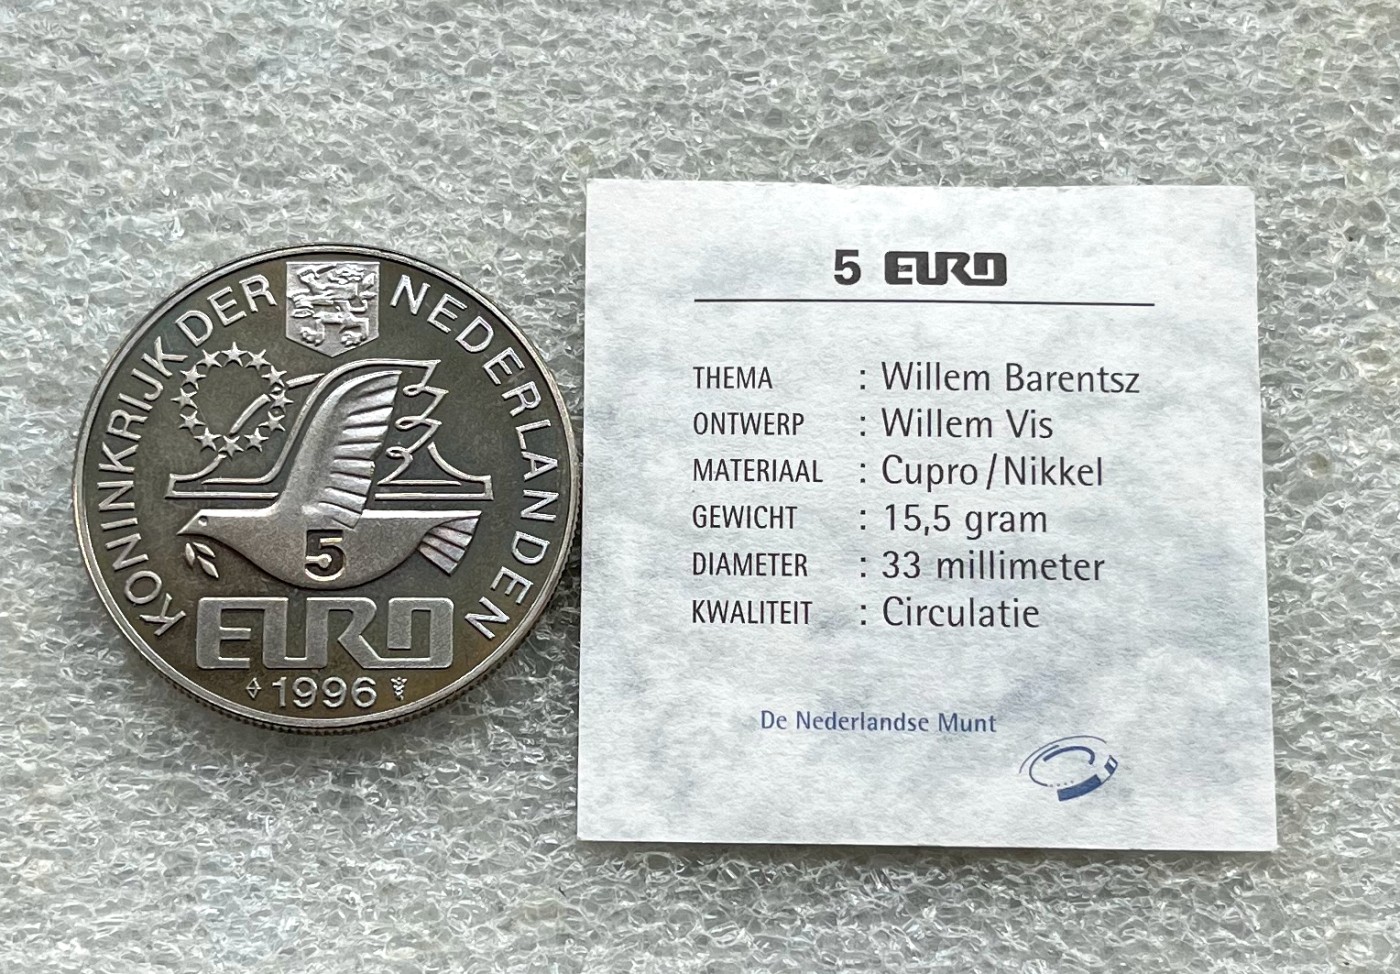 KONINKRIJK DER NEDERLANDEN
5
EURO
1996
5 EURO
THEMA : Willem Barentsz
ONTWERP : Willem Vis
MATERIAAL : Cupro/Nikkel
GEWICHT : 15,5 gram
DIAMETER : 33 millimeter
KWALITEIT : Circulatie
De Nederlandse Munt